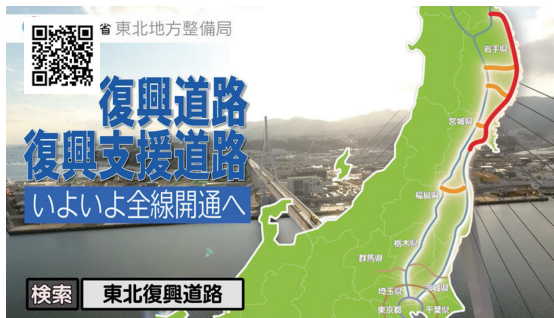 省 東北地方整備局
復興道路
復興支援道路
いよいよ全線開通へ
検索 東北復興道路
岩手県
宮城県
福島県
栃木県
群馬県
茨城県
埼玉県
東京都
千葉県